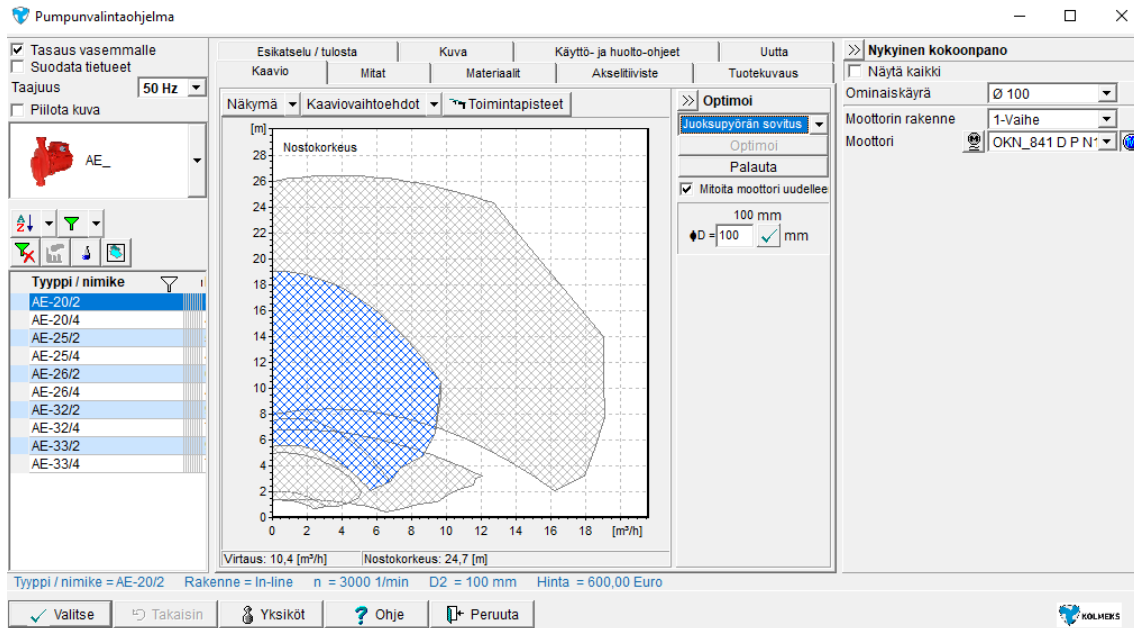 Pumpunvalintaohjelma
Tasaus vasemmalle
Suodata tietueet
Taajuus 50 Hz
Piilota kuva
AE_
Tyyppi / nimike
AE-20/2
AE-20/4
AE-25/2
AE-25/4
AE-26/2
AE-26/4
AE-32/2
AE-32/4
AE-33/2
AE-33/4
Esikatselu / tulosta Kuva Käyttö- ja huolto-ohjeet Uutta
Kaavio Mitat Materiaalit Akselitiiviste Tuotekuvaus
Näkymä Kaaviovaihtoehdot Toimintapisteet
[m]
Nostokorkeus
28
26
24
22
20
18
16
14
12
10
8
6
4
2
0
0 2 4 6 8 10 12 14 16 18 [m³/h]
Virtaus: 10,4 [m³/h] Nostokorkeus: 24,7 [m]
>> Optimoi
Juoksupyörän sovitus
Optimoi
Palauta
Mitoita moottori uudellee
100 mm
ϕD = 100 mm
>> Nykyinen kokoonpano
Näytä kaikki
Ominaiskäyrä Ø 100
Moottorin rakenne 1-Vaihe
Moottori OKN_841 D P N1
Tyyppi / nimike = AE-20/2 Rakenne = In-line n = 3000 1/min D2 = 100 mm Hinta = 600,00 Euro
Valitse Takaisin Yksiköt Ohje Peruuta
KOLMEKS